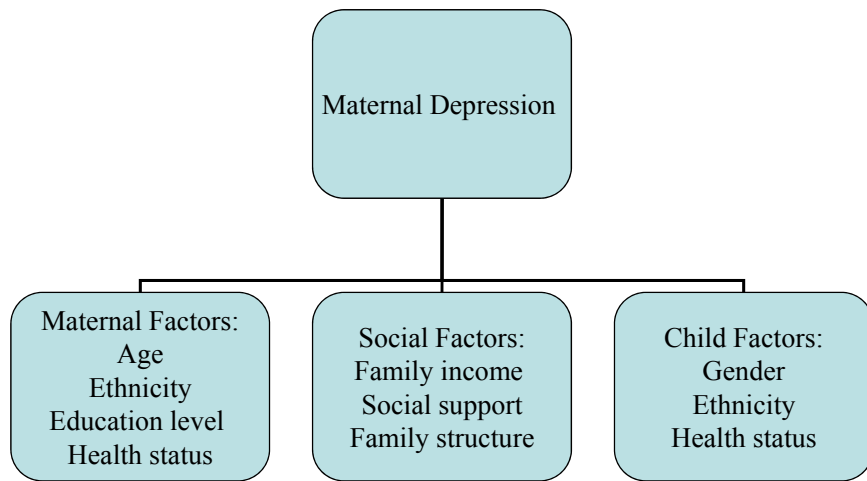 Maternal Depression
Maternal Factors:
Age
Ethnicity
Education level
Health status
Social Factors:
Family income
Social support
Family structure
Child Factors:
Gender
Ethnicity
Health status